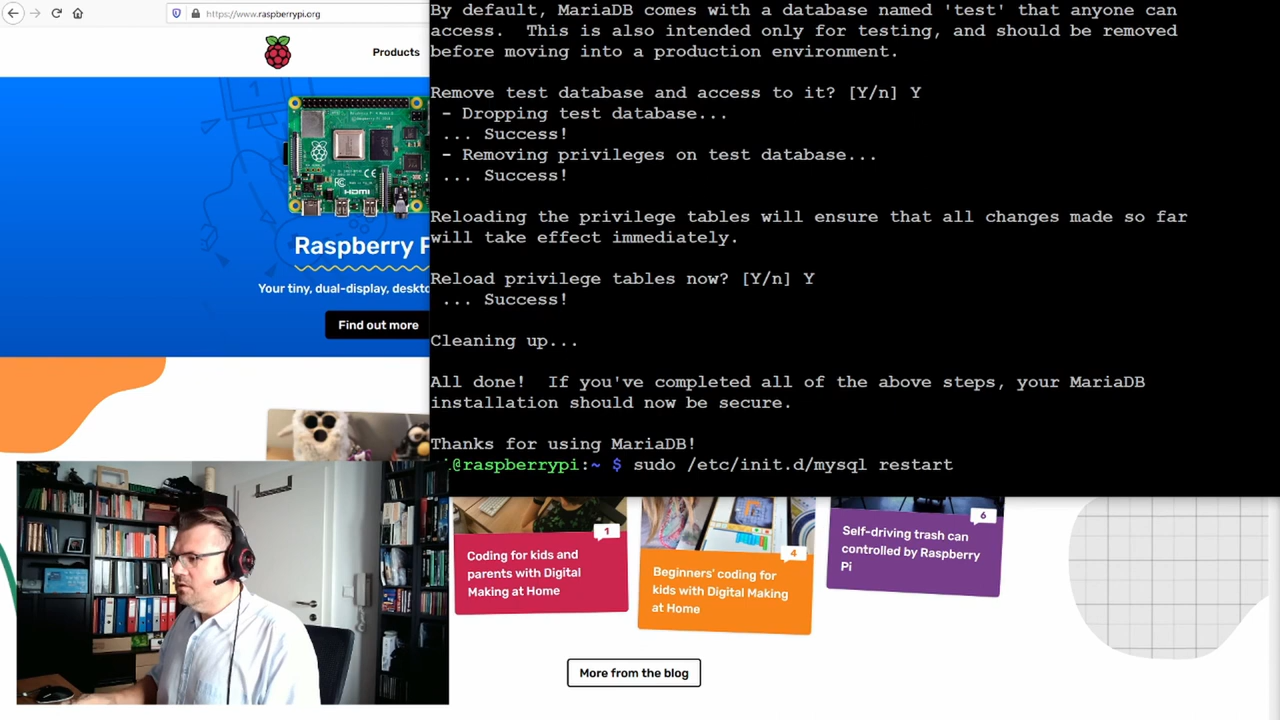 https://www.raspberrypi.org
Products
Raspberry P
Your tiny, dual-display, deskto
Find out more
By default, MariaDB comes with a database named 'test' that anyone can
access.  This is also intended only for testing, and should be removed
before moving into a production environment.
Remove test database and access to it? [Y/n] Y
 - Dropping test database...
 ... Success!
 - Removing privileges on test database...
 ... Success!
Reloading the privilege tables will ensure that all changes made so far
will take effect immediately.
Reload privilege tables now? [Y/n] Y
 ... Success!
Cleaning up...
All done!  If you've completed all of the above steps, your MariaDB
installation should now be secure.
Thanks for using MariaDB!
i@raspberrypi:~ $ sudo /etc/init.d/mysql restart
1
Coding for kids and
parents with Digital
Making at Home
4
Beginners' coding for
kids with Digital Making
at Home
6
Self-driving trash can
controlled by Raspberry
Pi
More from the blog
HDMI